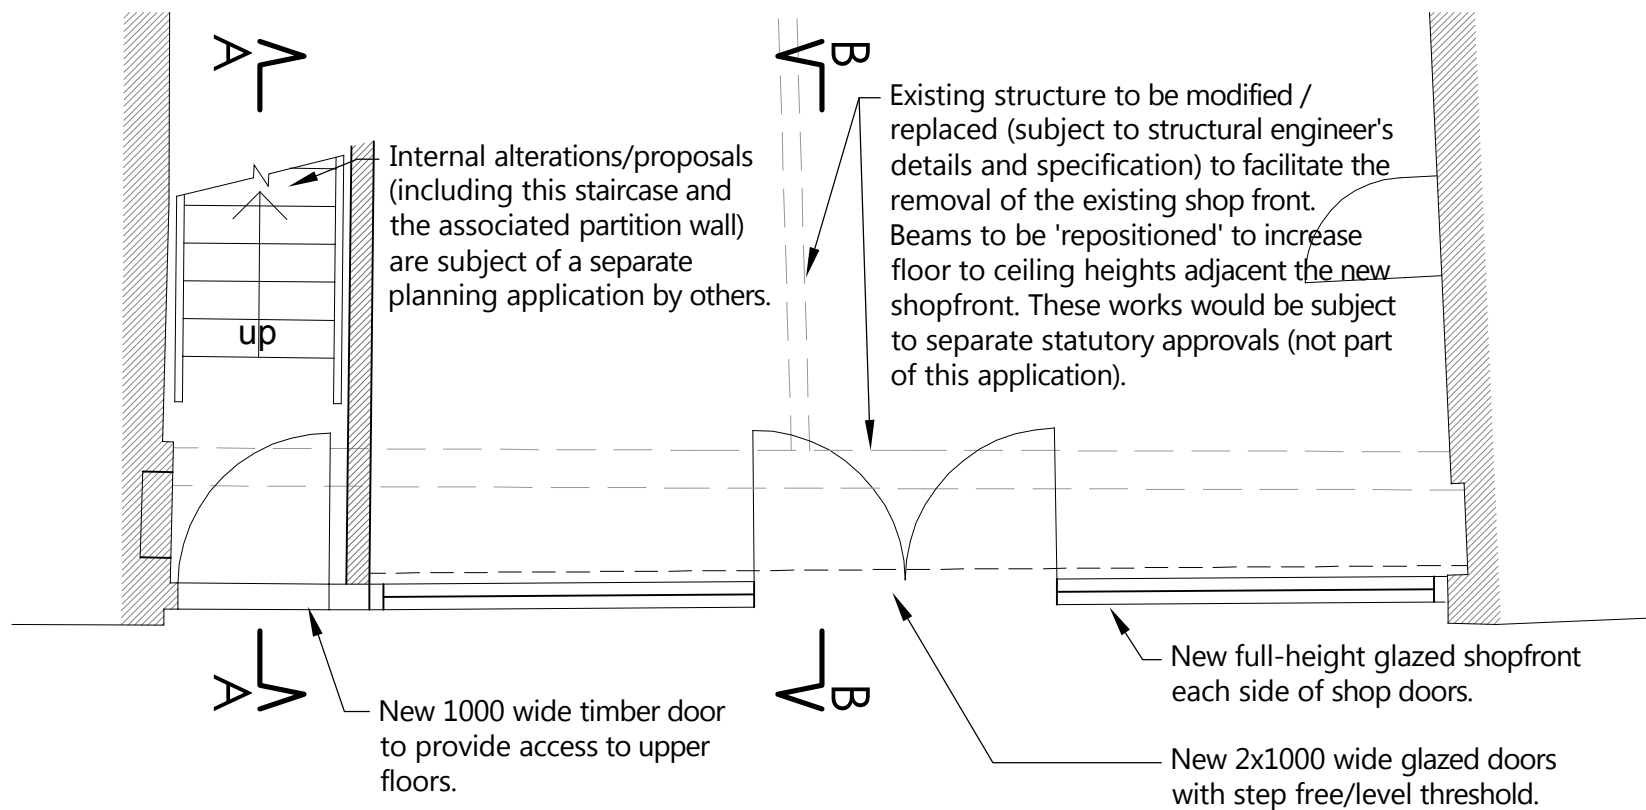 A
B
Existing structure to be modified /
replaced (subject to structural engineer's
details and specification) to facilitate the
removal of the existing shop front.
Beams to be 'repositioned' to increase
floor to ceiling heights adjacent the new
shopfront. These works would be subject
to separate statutory approvals (not part
of this application).
Internal alterations/proposals
(including this staircase and
the associated partition wall)
are subject of a separate
planning application by others.
up
A
B
New 1000 wide timber door
to provide access to upper
floors.
New full-height glazed shopfront
each side of shop doors.
New 2x1000 wide glazed doors
with step free/level threshold.